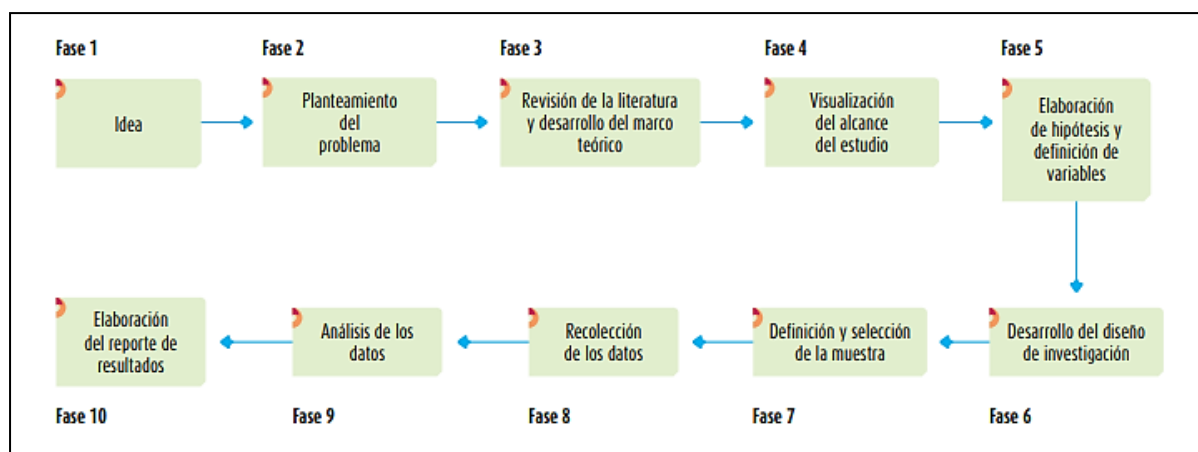 Fase 1
Idea
Fase 2
Planteamiento
del
problema
Fase 3
Revisión de la literatura
y desarrollo del marco
teórico
Fase 4
Visualización
del alcance
del estudio
Fase 5
Elaboración
de hipótesis y
definición de
variables
Desarrollo del diseño
de investigación
Fase 6
Definición y selección
de la muestra
Fase 7
Recolección
de los datos
Fase 8
Análisis de los
datos
Fase 9
Elaboración
del reporte de
resultados
Fase 10